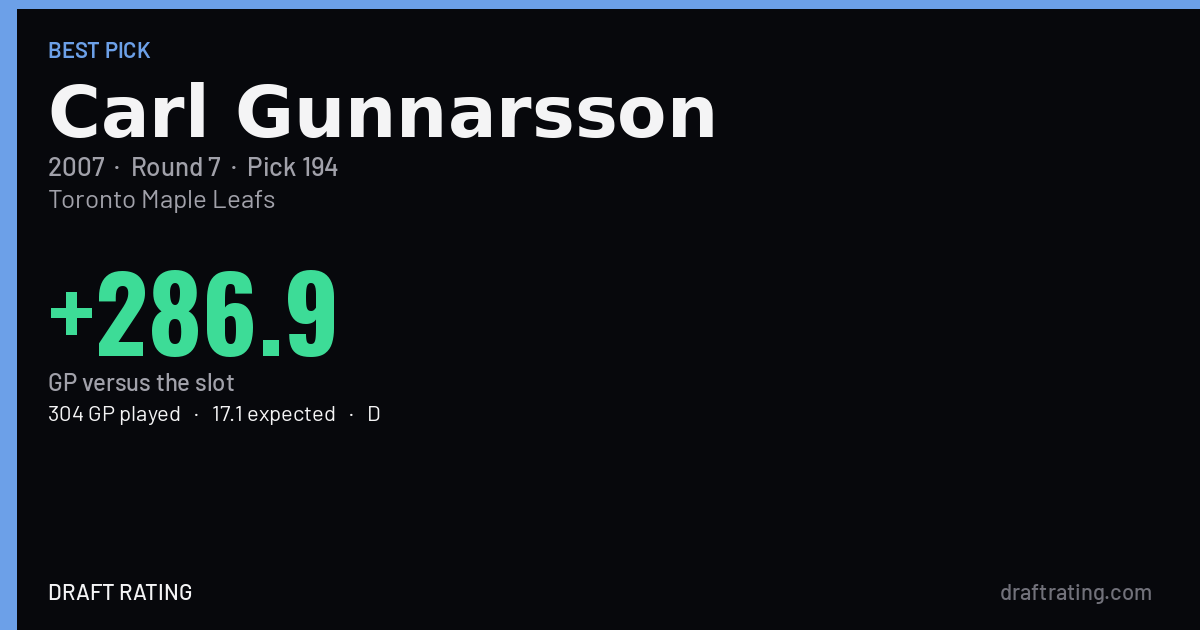 BEST PICK
Carl Gunnarsson
2007 · Round 7 · Pick 194
Toronto Maple Leafs
+286.9
GP versus the slot
304 GP played · 17.1 expected · D
DRAFT RATING
draftrating.com